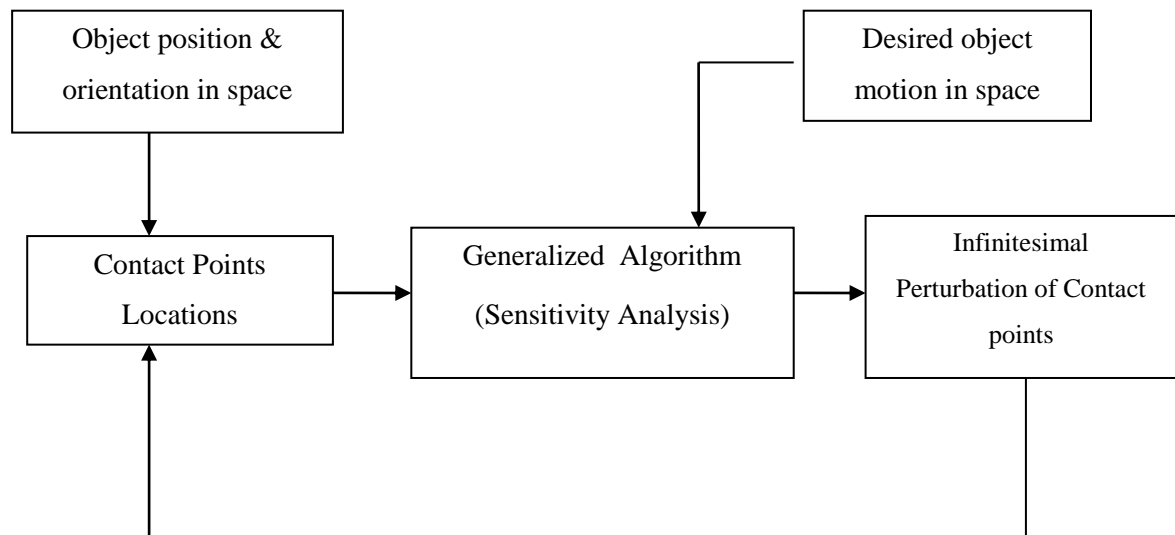 Object position &
orientation in space
Desired object
motion in space
Contact Points
Locations
Generalized Algorithm
(Sensitivity Analysis)
Infinitesimal
Perturbation of Contact
points